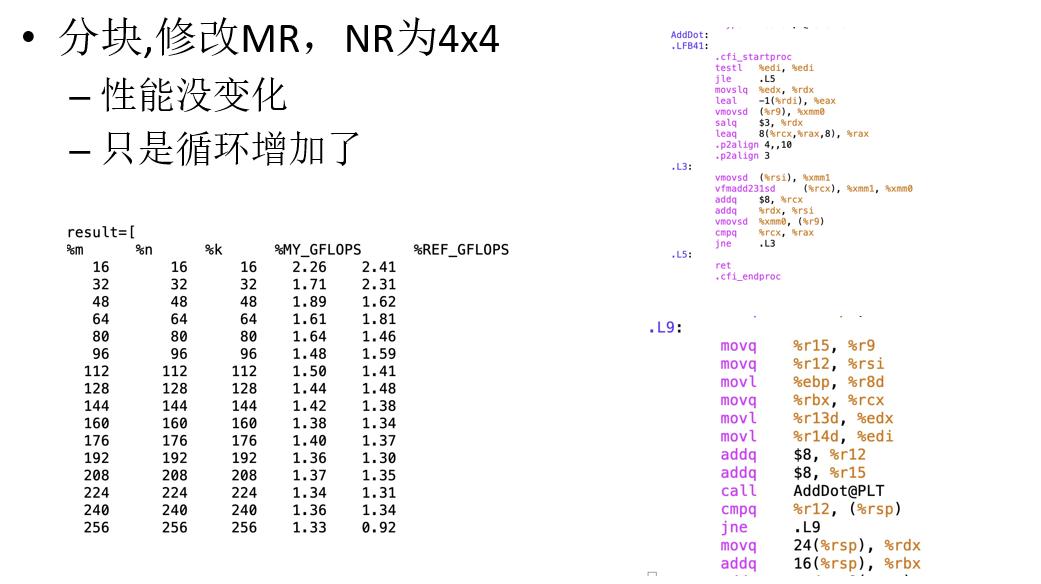 • 分块,修改MR，NR为4x4
– 性能没变化
– 只是循环增加了
result=[
%m %n %k %MY_GFLOPS %REF_GFLOPS
16 16 16 2.26 2.41
32 32 32 1.71 2.31
48 48 48 1.89 1.62
64 64 64 1.61 1.81
80 80 80 1.64 1.46
96 96 96 1.48 1.59
112 112 112 1.50 1.41
128 128 128 1.44 1.48
144 144 144 1.42 1.38
160 160 160 1.38 1.34
176 176 176 1.40 1.37
192 192 192 1.36 1.30
208 208 208 1.37 1.35
224 224 224 1.34 1.31
240 240 240 1.36 1.34
256 256 256 1.33 0.92
AddDot:
.LFB41:
.cfi_startproc
testl %edi, %edi
jle .L5
movslq %edx, %rdx
leal -1(%rdi), %eax
vmovsd (%r9), %xmm0
salq $3, %rdx
leaq 8(%rcx,%rax,8), %rax
.p2align 4,,10
.p2align 3
.L3:
vmovsd (%rsi), %xmm1
vfmadd231sd (%rcx), %xmm1, %xmm0
addq $8, %rcx
addq %rdx, %rsi
vmovsd %xmm0, (%r9)
cmpq %rcx, %rax
jne .L3
.L5:
ret
.cfi_endproc
.L9:
movq %r15, %r9
movq %r12, %rsi
movl %ebp, %r8d
movq %rbx, %rcx
movl %r13d, %edx
movl %r14d, %edi
addq $8, %r12
addq $8, %r15
call AddDot@PLT
cmpq %r12, (%rsp)
jne .L9
movq 24(%rsp), %rdx
addq 16(%rsp), %rbx